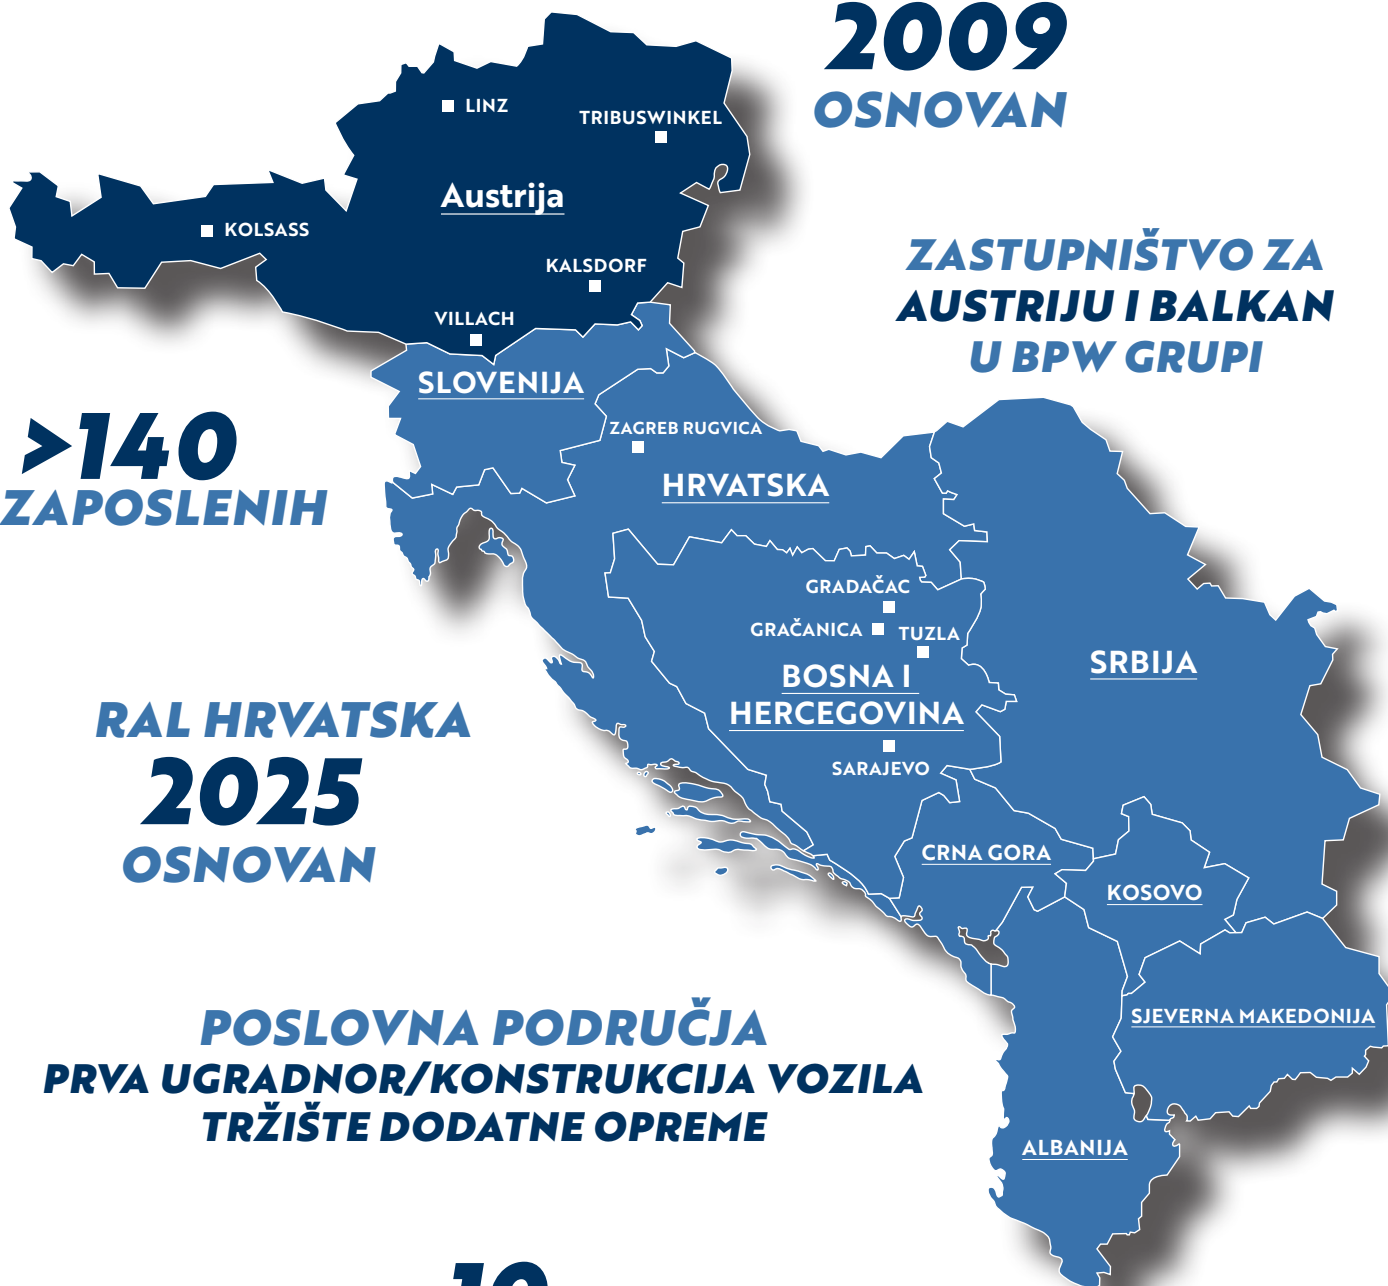 2009
OSNOVAN
LINZ
TRIBUSWINKEL
Austrija
KOLSASS
KALSDORF
VILLACH
ZASTUPNIŠTVO ZA
AUSTRIJU I BALKAN
U BPW GRUPI
SLOVENIJA
>140
ZAPOSLENIH
ZAGREB RUGVICA
HRVATSKA
GRADAČAC
GRAČANICA
TUZLA
BOSNA I
HERCEGOVINA
SARAJEVO
SRBIJA
RAL HRVATSKA
2025
OSNOVAN
CRNA GORA
KOSOVO
SJEVERNA MAKEDONIJA
ALBANIJA
POSLOVNA PODRUČJA
PRVA UGRADNOR/KONSTRUKCIJA VOZILA
TRŽIŠTE DODATNE OPREME